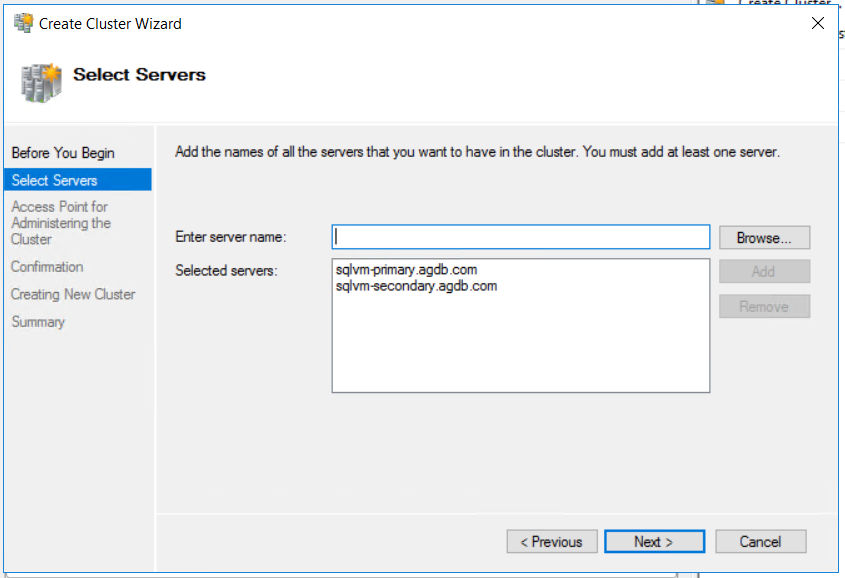 Create Cluster Wizard
Select Servers
Before You Begin
Select Servers
Access Point for
Administering the
Cluster
Confirmation
Creating New Cluster
Summary
Add the names of all the servers that you want to have in the cluster. You must add at least one server.
Enter server name:
Browse...
Selected servers:
sqlvm-primary.agdb.com
sqlvm-secondary.agdb.com
Add
Remove
< Previous
Next >
Cancel
Create Cluster